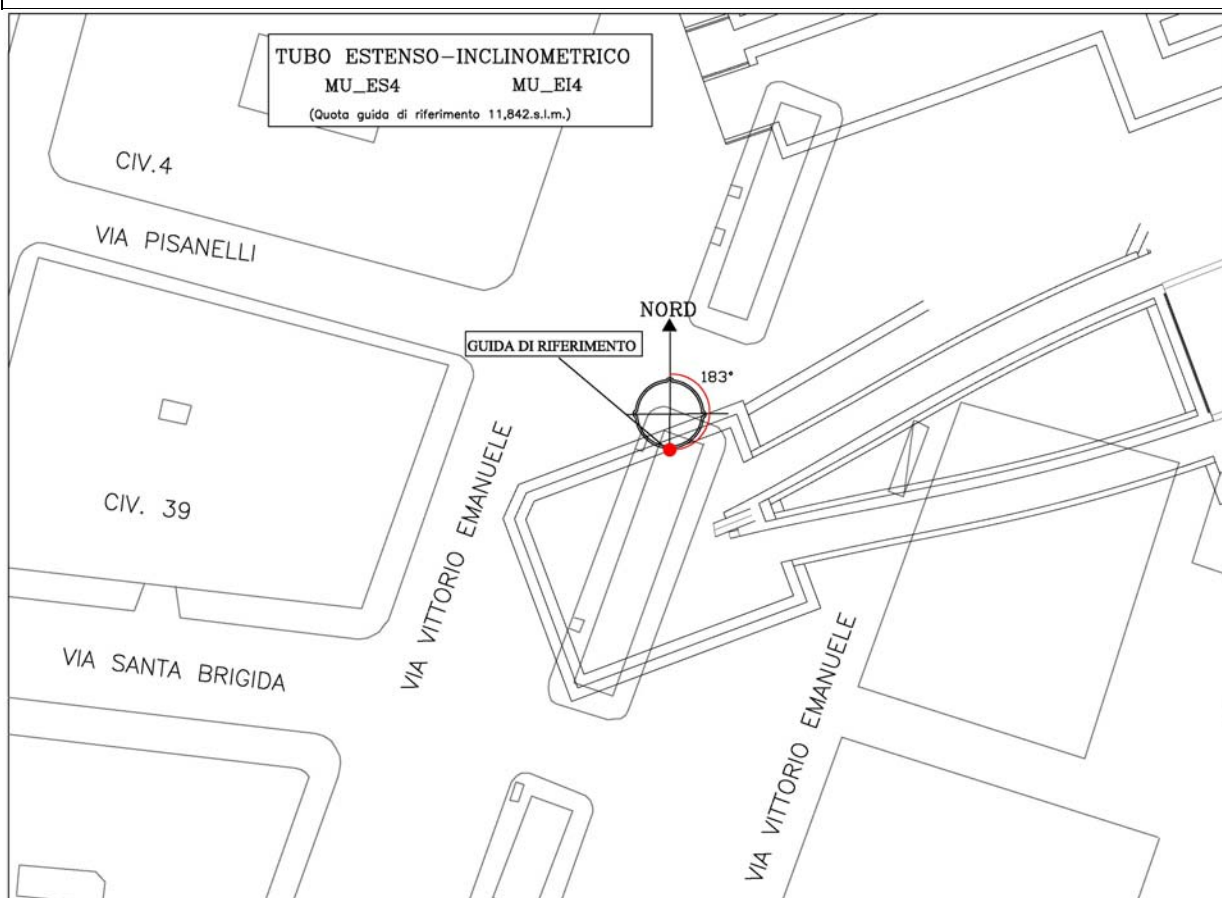 TUBO ESTENSO-INCLINOMETRICO
MU_ES4 MU_EI4
(Quota guida di riferimento 11,842.s.l.m.)
CIV.4
VIA PISANELLI
NORD
GUIDA DI RIFERIMENTO
183°
VIA VITTORIO EMANUELE
CIV. 39
VIA SANTA BRIGIDA
VIA VITTORIO EMANUELE